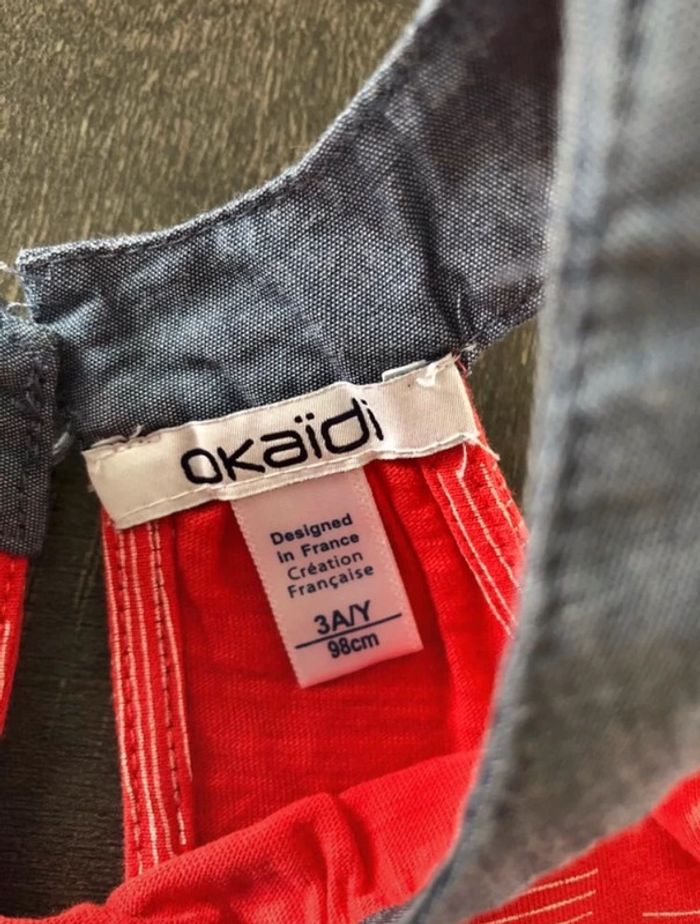 okaïdi
Designed
in France
Création
Française
3A/Y
98cm